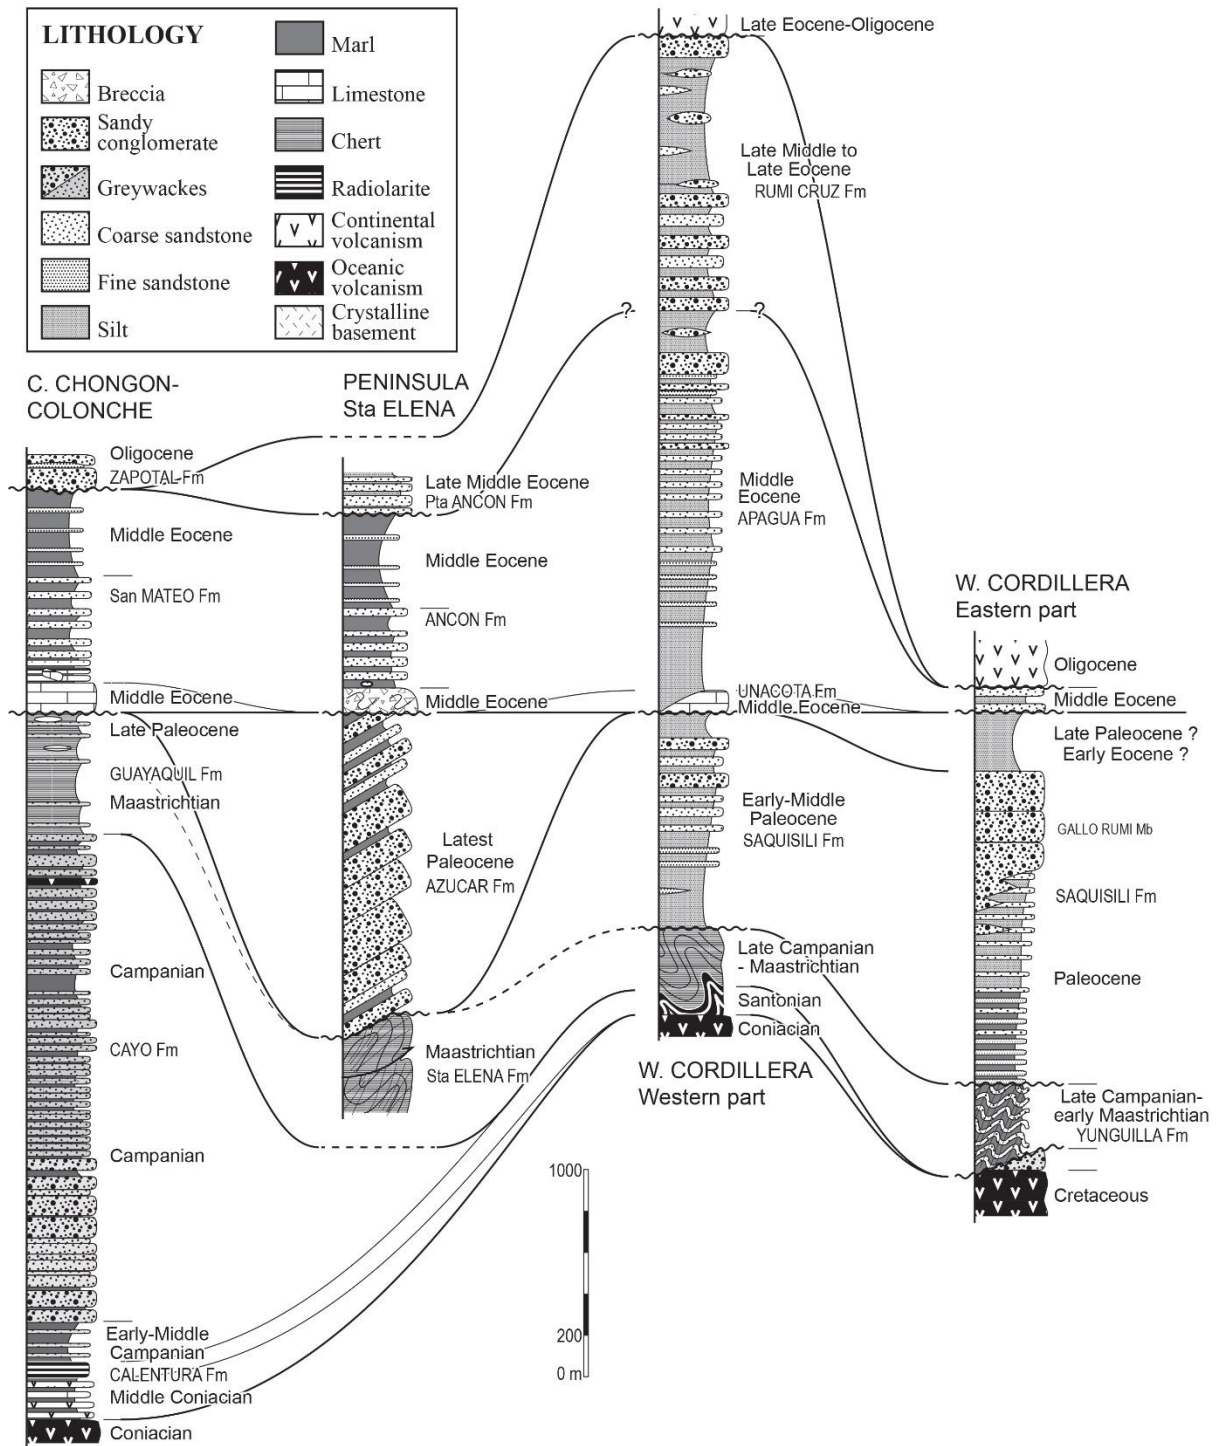 LITHOLOGY
Breccia
Sandy
conglomerate
Greywackes
Coarse sandstone
Fine sandstone
Silt
Marl
Limestone
Chert
Radiolarite
Continental
volcanism
Oceanic
volcanism
Crystalline
basement
C. CHONGON-
COLONCHE
Oligocene
ZAPOTAL Fm
Middle Eocene
San MATEO Fm
Middle Eocene
Late Paleocene
GUAYAQUIL Fm
Maastrichtian
Campanian
CAYO Fm
Campanian
Early-Middle
Campanian
CALENTURA Fm
Middle Coniacian
Coniacian
PENINSULA
Sta ELENA
Late Middle Eocene
Pta ANCON Fm
Middle Eocene
ANCON Fm
Middle Eocene
Latest
Paleocene
AZUCAR Fm
Maastrichtian
Sta ELENA Fm
Late Eocene-Oligocene
Late Middle to
Late Eocene
RUMI CRUZ Fm
?
?
Middle
Eocene
APAGUA Fm
UNACOTA Fm
Middle Eocene
Early-Middle
Paleocene
SAQUISILI Fm
Late Campanian
- Maastrichtian
Santonian
Coniacian
W. CORDILLERA
Western part
1000
200
0 m
W. CORDILLERA
Eastern part
Oligocene
Middle Eocene
Late Paleocene ?
Early Eocene ?
GALLO RUMI Mb
SAQUISILI Fm
Paleocene
Late Campanian-
early Maastrichtian
YUNGUILLA Fm
Cretaceous